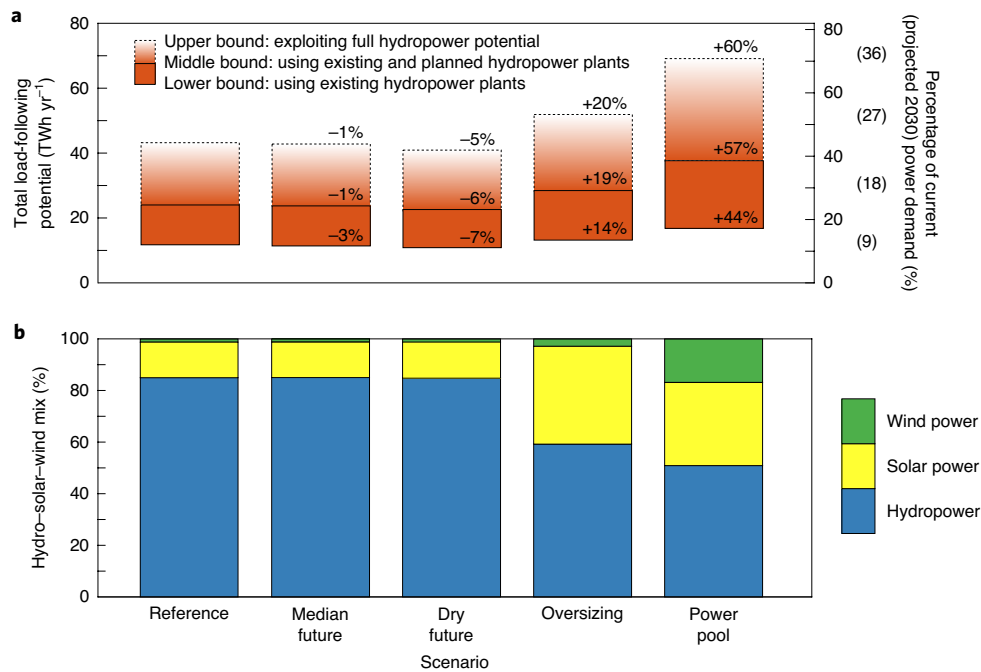 a
80
60
40
20
0
Total load-following
potential (TWh yr⁻¹)
Upper bound: exploiting full hydropower potential
Middle bound: using existing and planned hydropower plants
Lower bound: using existing hydropower plants
–1%
–1%
–3%
–5%
–6%
–7%
+20%
+19%
+14%
+60%
+57%
+44%
80
60
40
20
0
(36)
(27)
(18)
(9)
Percentage of current
(projected 2030) power demand (%)
b
100
80
60
40
20
0
Hydro–solar–wind mix (%)
Wind power
Solar power
Hydropower
Reference
Median
future
Dry
future
Oversizing
Power
pool
Scenario